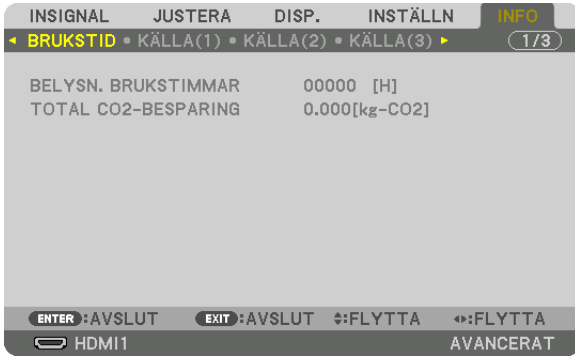 INSIGNAL JUSTERA DISP. INSTÄLLN INFO
BRUKSTID • KÄLLA(1) • KÄLLA(2) • KÄLLA(3) 1/3
BELYSN. BRUKSTIMMAR 00000 [H]
TOTAL CO2-BESPARING 0.000[kg-CO2]
ENTER :AVSLUT EXIT :AVSLUT :FLYTTA :FLYTTA
HDMI1 AVANCERAT